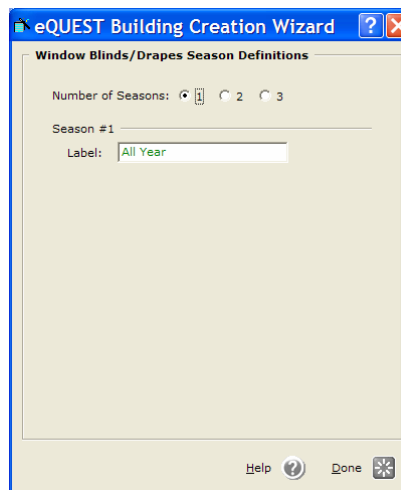 eQUEST Building Creation Wizard ? X
Window Blinds/Drapes Season Definitions
Number of Seasons: 1 2 3
Season #1
Label: All Year
Help ? Done